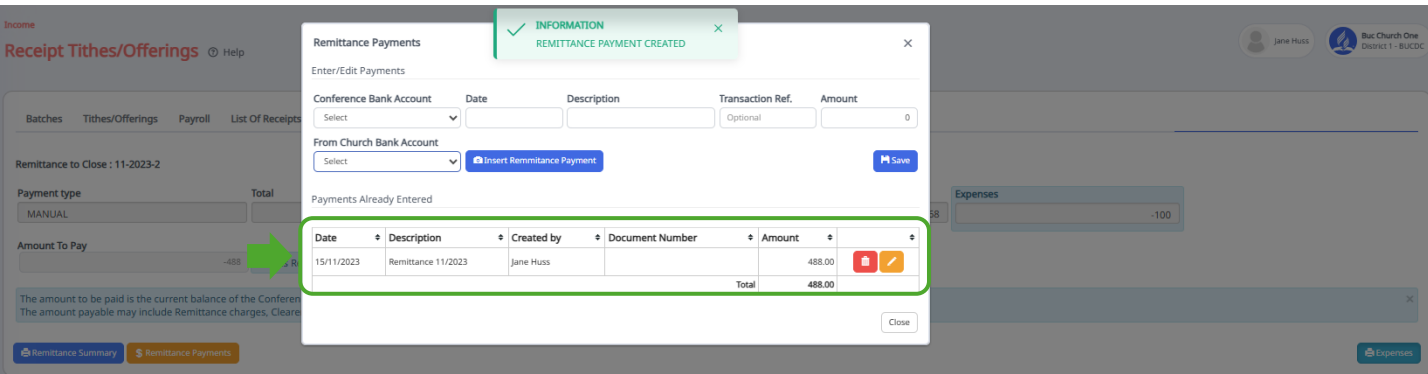 Income
Receipt Tithes/Offerings ? Help
Jane Huss
Buc Church One
District 1 - BUCDC
INFORMATION
REMITTANCE PAYMENT CREATED
Batches Tithes/Offerings Payroll List Of Receipts
Remittance to Close : 11-2023-2
Payment type Total
MANUAL
Amount To Pay
-488
The amount to be paid is the current balance of the Conferen
The amount payable may include Remittance charges, Cleare
Remittance Summary $ Remittance Payments
Remittance Payments
Enter/Edit Payments
Conference Bank Account Date Description Transaction Ref. Amount
Select Optional 0
From Church Bank Account
Select Insert Remmitance Payment Save
Payments Already Entered
Date Description Created by Document Number Amount
15/11/2023 Remittance 11/2023 Jane Huss 488.00
Total 488.00
Close
Expenses
-100
Expenses